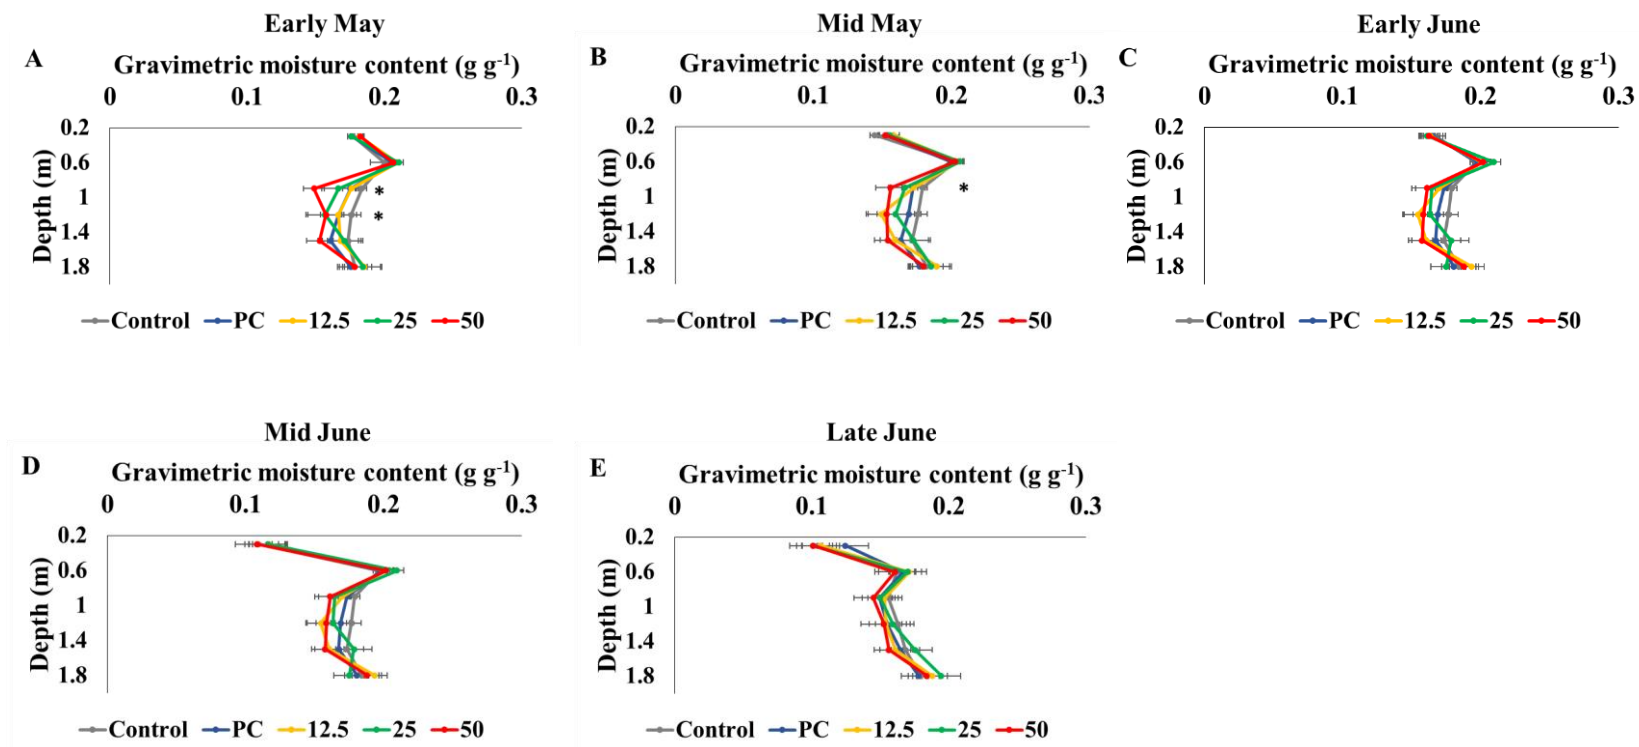 Early May
A
Gravimetric moisture content (g g⁻¹)
0 0.1 0.2 0.3
0.2
0.6
1
1.4
1.8
Depth (m)
*
*
Control PC 12.5 25 50
Mid May
B
Gravimetric moisture content (g g⁻¹)
0 0.1 0.2 0.3
0.2
0.6
1
1.4
1.8
Depth (m)
*
Control PC 12.5 25 50
Early June
C
Gravimetric moisture content (g g⁻¹)
0 0.1 0.2 0.3
0.2
0.6
1
1.4
1.8
Depth (m)
Control PC 12.5 25 50
Mid June
D
Gravimetric moisture content (g g⁻¹)
0 0.1 0.2 0.3
0.2
0.6
1
1.4
1.8
Depth (m)
Control PC 12.5 25 50
Late June
E
Gravimetric moisture content (g g⁻¹)
0 0.1 0.2 0.3
0.2
0.6
1
1.4
1.8
Depth (m)
Control PC 12.5 25 50